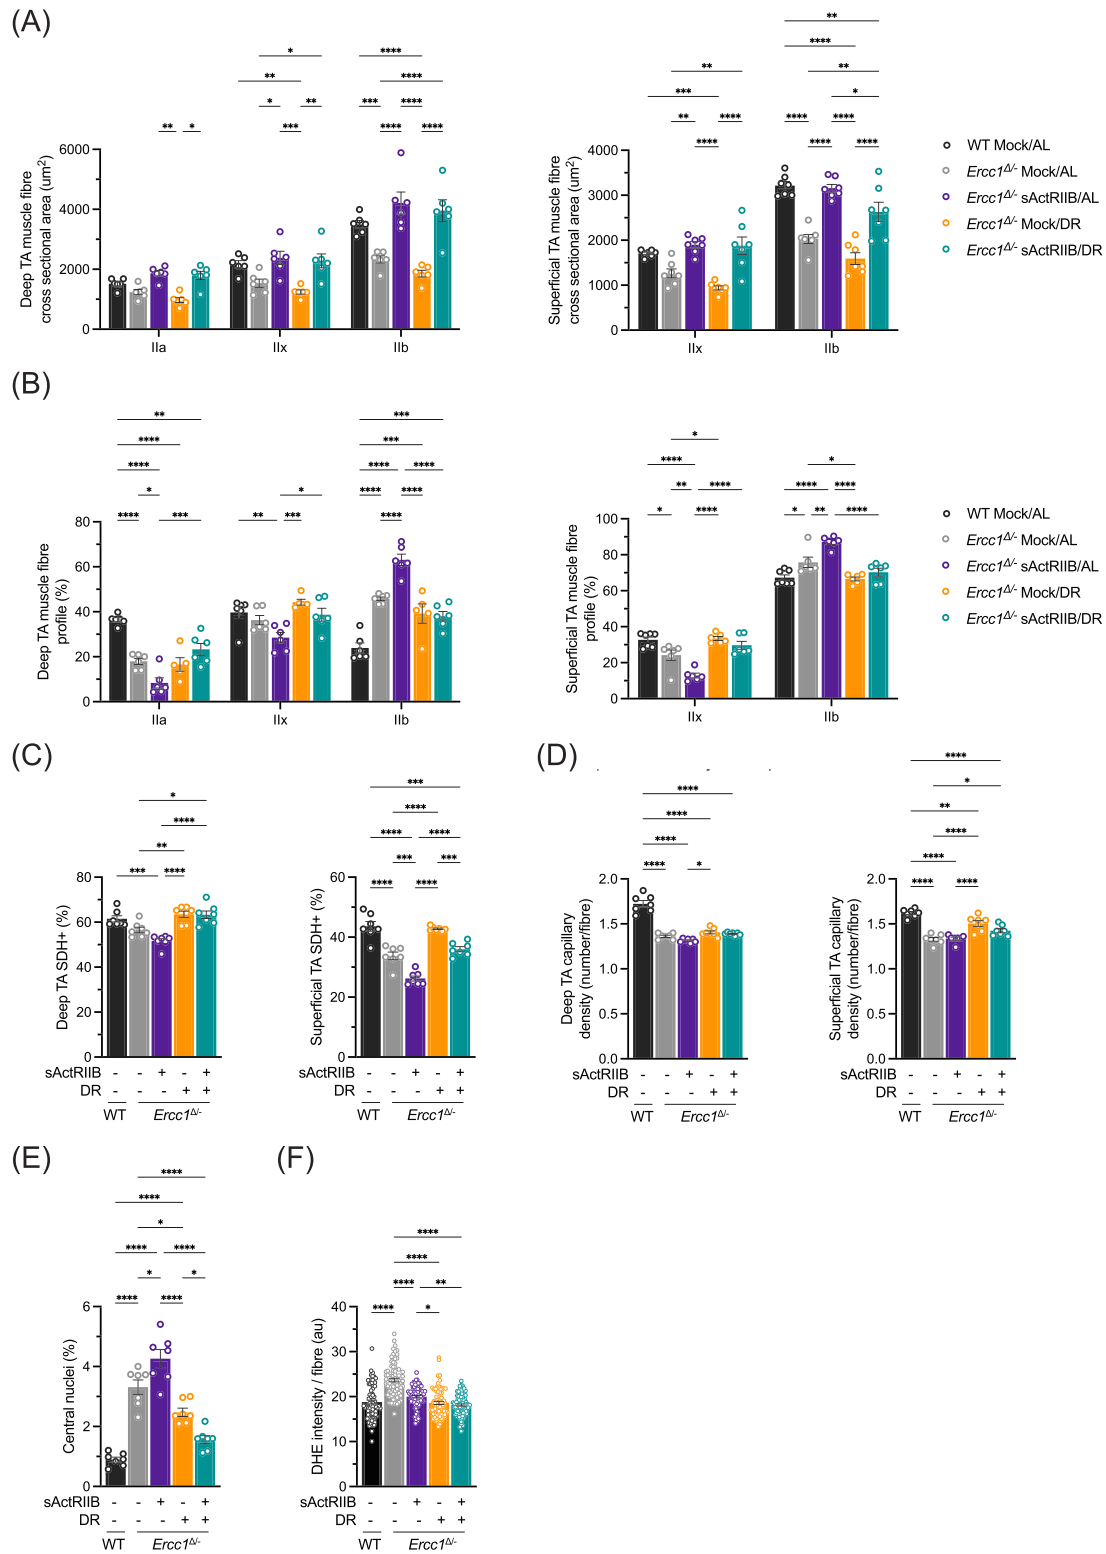 (A)
**
* **** ****
** **** ** **
* *** ** *** *
** * * *** *** **** **** **** ** **** **** **** ****
*** **** **** ****
6000
4000
2000
0
Deep TA muscle fibre
cross sectional area (um²)
IIa IIx IIb
4000
3000
2000
1000
0
Superficial TA muscle fibre
cross sectional area (um²)
IIx IIb
WT Mock/AL
Ercc1Δ/- Mock/AL
Ercc1Δ/- sActRIIB/AL
Ercc1Δ/- Mock/DR
Ercc1Δ/- sActRIIB/DR
(B)
** ***
**** *** *
**** **** **** **** *
* * **** **** ** **** **** **
**** *** ** *** **** * **** * ****
80
60
40
20
0
Deep TA muscle fibre
profile (%)
IIa IIx IIb
100
80
60
40
20
0
Superficial TA muscle fibre
profile (%)
IIx IIb
WT Mock/AL
Ercc1Δ/- Mock/AL
Ercc1Δ/- sActRIIB/AL
Ercc1Δ/- Mock/DR
Ercc1Δ/- sActRIIB/DR
(C)
*
****
**
*** ****
80
60
40
20
0
Deep TA SDH+ (%)
sActRIIB - - + - +
DR - - - + +
WT Ercc1Δ/-
***
****
**** ****
*** ***
**** ****
60
40
20
0
Superficial TA SDH+ (%)
- - + - +
- - - + +
WT Ercc1Δ/-
(D)
****
****
****
**** *
2.0
1.5
1.0
0.5
0.0
Deep TA capillary
density (number/fibre)
sActRIIB - - + - +
DR - - - + +
WT Ercc1Δ/-
****
*
**
****
****
**** ****
2.0
1.5
1.0
0.5
0.0
Superficial TA capillary
density (number/fibre)
sActRIIB - - + - +
DR - - - + +
WT Ercc1Δ/-
(E)
****
****
*
**** ****
* *
**** ****
6
4
2
0
Central nuclei (%)
sActRIIB - - + - +
DR - - - + +
WT Ercc1Δ/-
(F)
****
****
**** **
**** *
40
30
20
10
0
DHE intensity / fibre (au)
- - + - +
- - - + +
WT Ercc1Δ/-